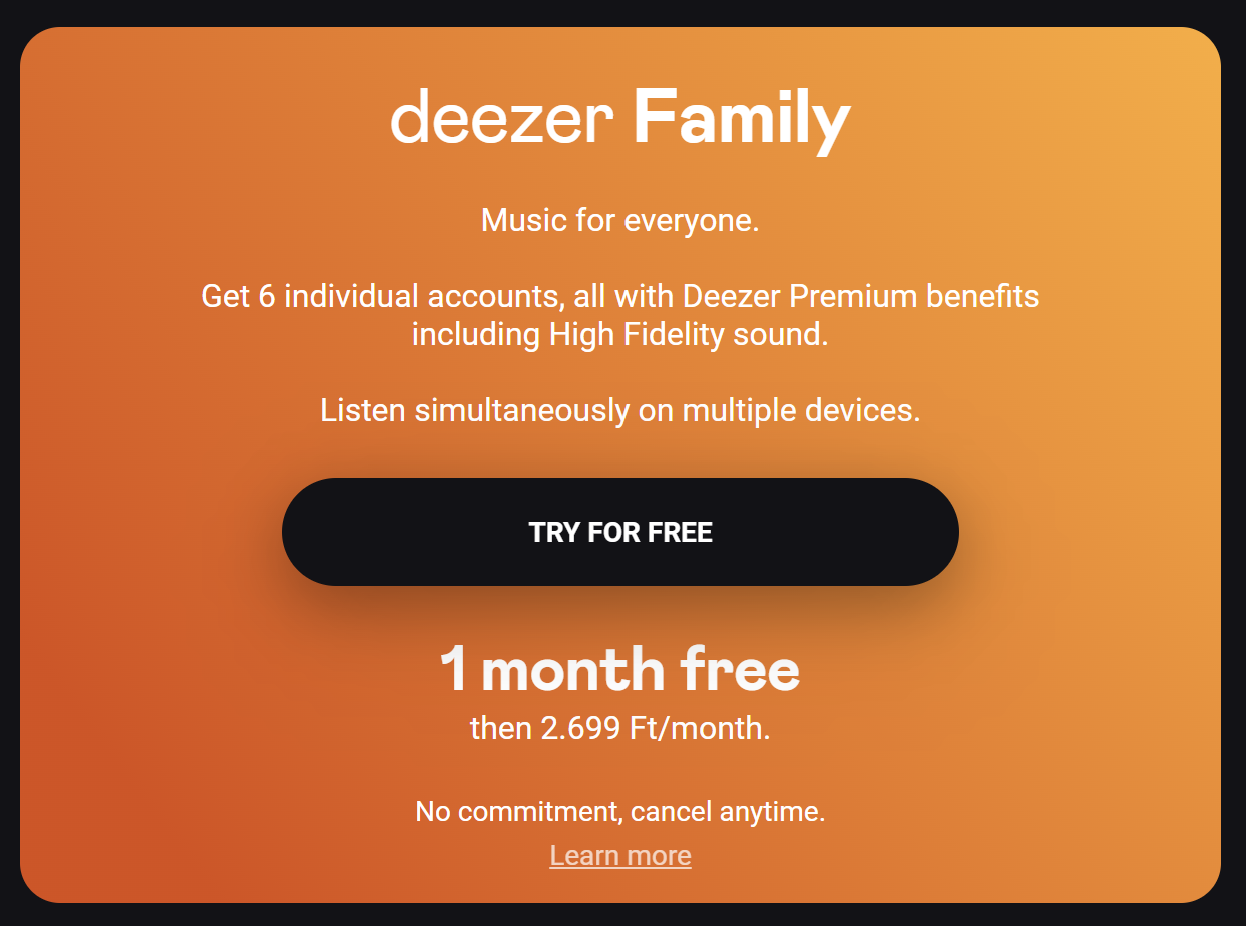 deezer Family
Music for everyone.
Get 6 individual accounts, all with Deezer Premium benefits
including High Fidelity sound.
Listen simultaneously on multiple devices.
TRY FOR FREE
1 month free
then 2.699 Ft/month.
No commitment, cancel anytime.
Learn more